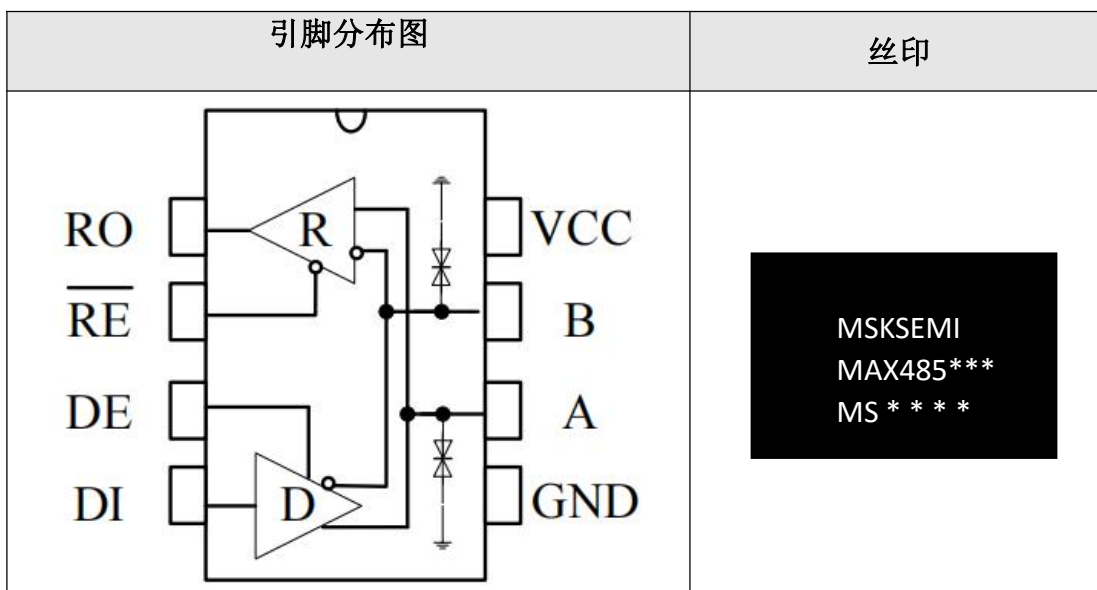 引脚分布图
丝印
RO
R
VCC
RE
B
DE
A
DI
D
GND
MSKSEMI
MAX485***
MS * * * *